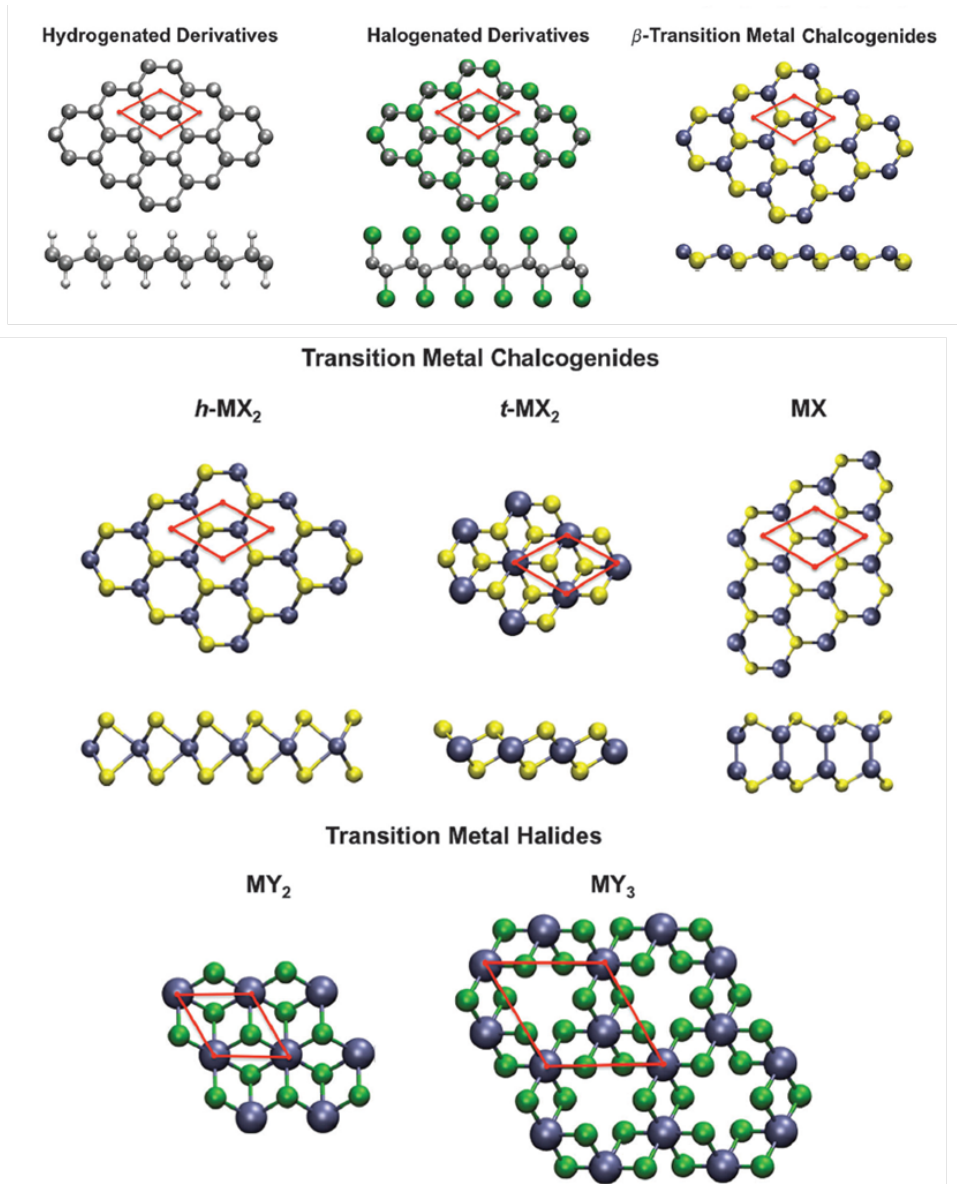 Hydrogenated Derivatives
Halogenated Derivatives
β-Transition Metal Chalcogenides
Transition Metal Chalcogenides
h-MX₂
t-MX₂
MX
Transition Metal Halides
MY₂
MY₃